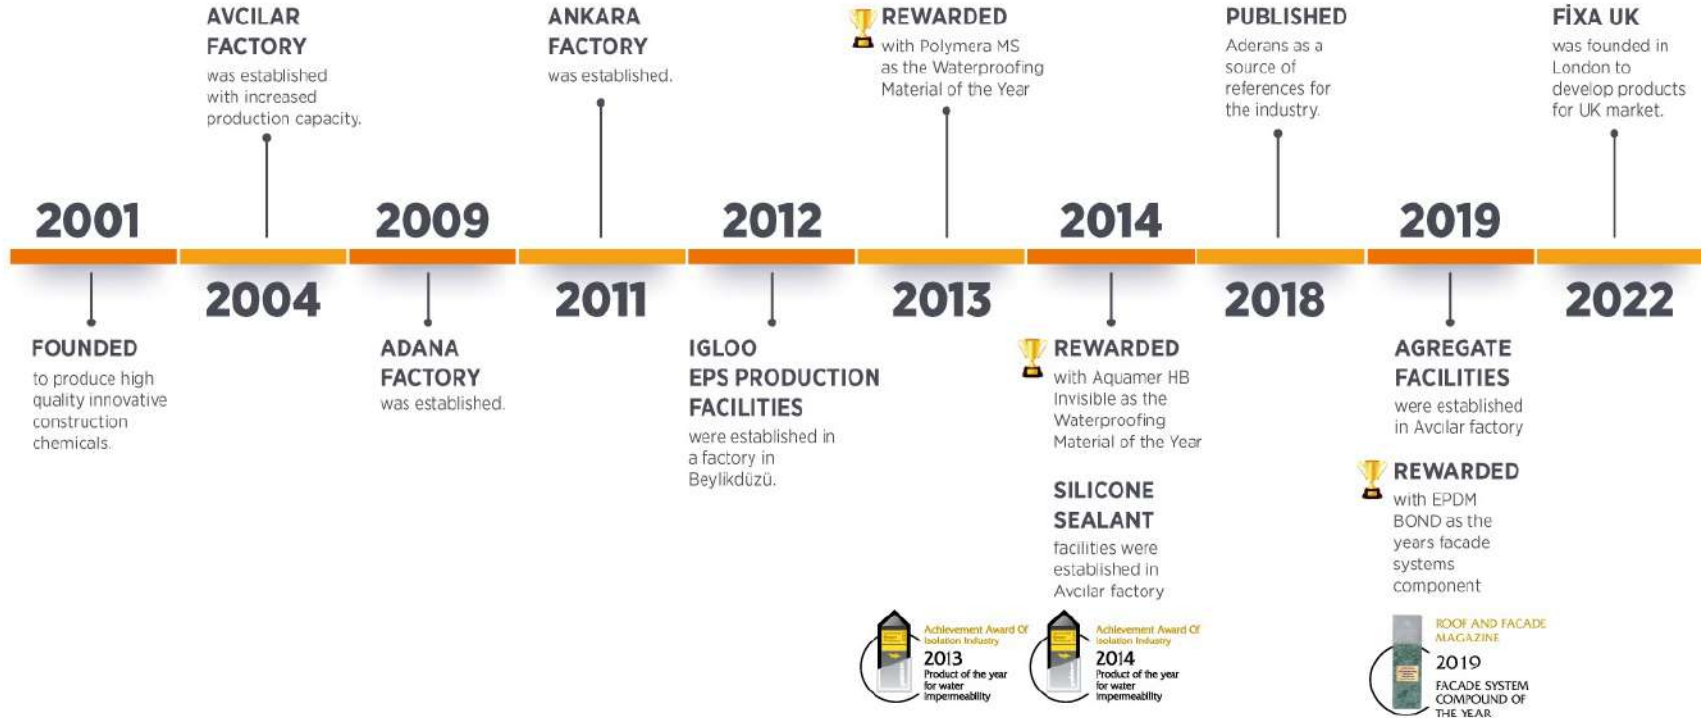 AVCILAR
FACTORY
was established
with increased
production capacity.
ANKARA
FACTORY
was established.
REWARDED
with Polymera MS
as the Waterproofing
Material of the Year
PUBLISHED
Aderans as a
source of
references for
the industry.
FİXA UK
was founded in
London to
develop products
for UK market.
2001
2009
2012
2014
2019
2004
2011
2013
2018
2022
FOUNDED
to produce high
quality innovative
construction
chemicals.
ADANA
FACTORY
was established.
IGLOO
EPS PRODUCTION
FACILITIES
were established in
a factory in
Beylikdüzü.
REWARDED
with Aquamer HB
Invisible as the
Waterproofing
Material of the Year
SILICONE
SEALANT
facilities were
established in
Avcilar factory
AGREGATE
FACILITIES
were established
in Avcilar factory
REWARDED
with EPDM
BOND as the
years facade
systems
component
Achievement Award Of
Isolation Industry
2013
Product of the year
for water
impermeability
Achievement Award Of
Isolation Industry
2014
Product of the year
for water
impermeability
ROOF AND FACADE
MAGAZINE
2019
FACADE SYSTEM
COMPOUND OF
THE YEAR